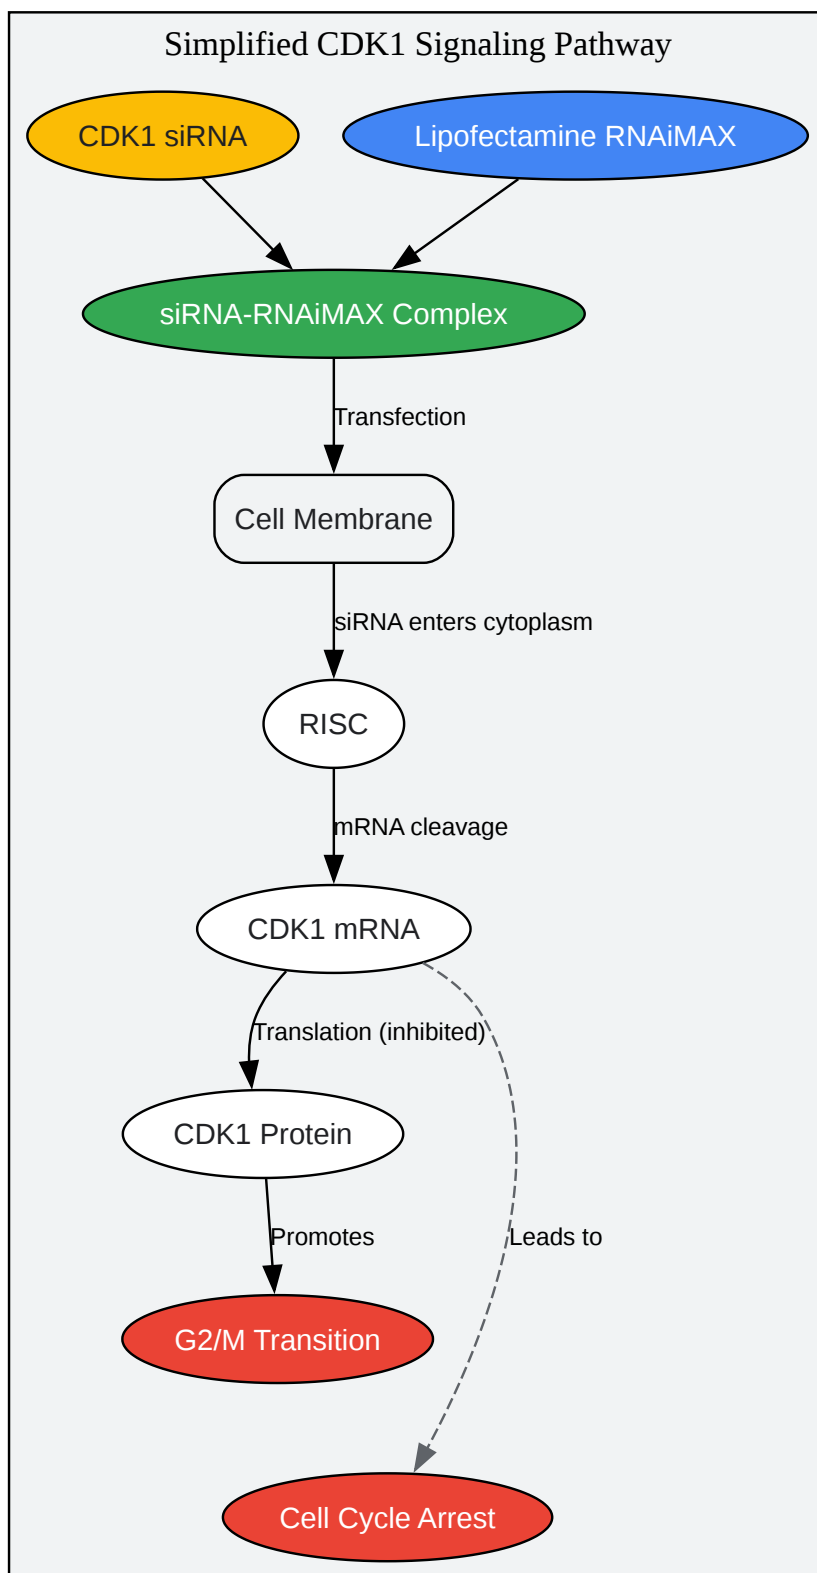 Simplified CDK1 Signaling Pathway
CDK1 siRNA
Lipofectamine RNAiMAX
siRNA-RNAiMAX Complex
Transfection
Cell Membrane
siRNA enters cytoplasm
RISC
mRNA cleavage
CDK1 mRNA
Translation (inhibited)
CDK1 Protein
Promotes
Leads to
G2/M Transition
Cell Cycle Arrest